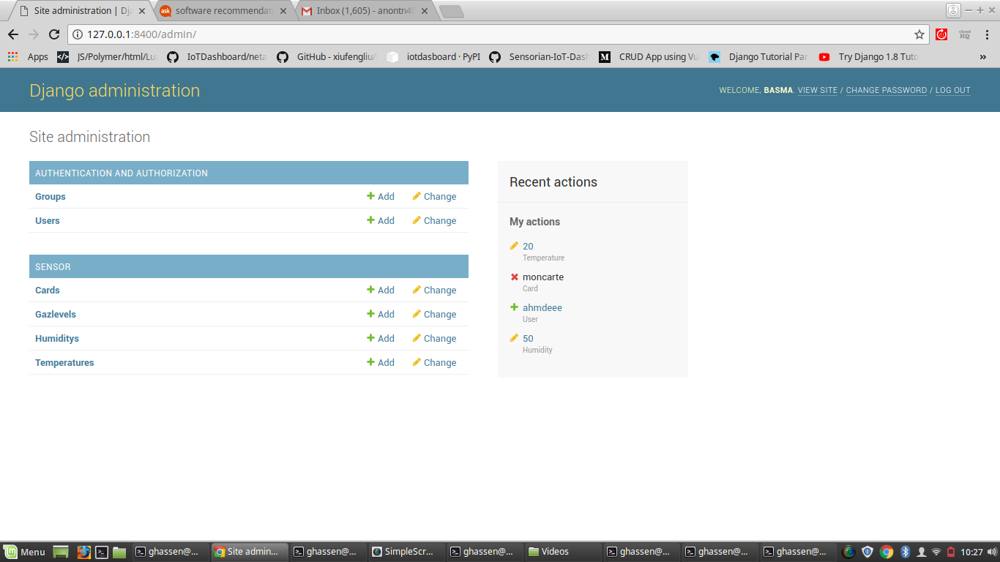 Site administration | Dj
ask software recommendat
Inbox (1,605) - anontn40
127.0.0.1:8400/admin/
cloud HQ
Apps JS/Polymer/html/Lu IoTDashboard/neta GitHub - xiufengliu/ iotdasboard · PyPI Sensorian-IoT-Das M CRUD App using Vu Django Tutorial Par Try Django 1.8 Tuto »
Django administration
WELCOME, BASMA. VIEW SITE / CHANGE PASSWORD / LOG OUT
Site administration
AUTHENTICATION AND AUTHORIZATION
Groups Add Change
Users Add Change
SENSOR
Cards Add Change
Gazlevels Add Change
Humiditys Add Change
Temperatures Add Change
Recent actions
My actions
20
Temperature
moncarte
Card
ahmdeee
User
50
Humidity
Menu ghassen@... Site admin... ghassen@... SimpleScr... ghassen@... Videos ghassen@... ghassen@... ghassen@... 10:27